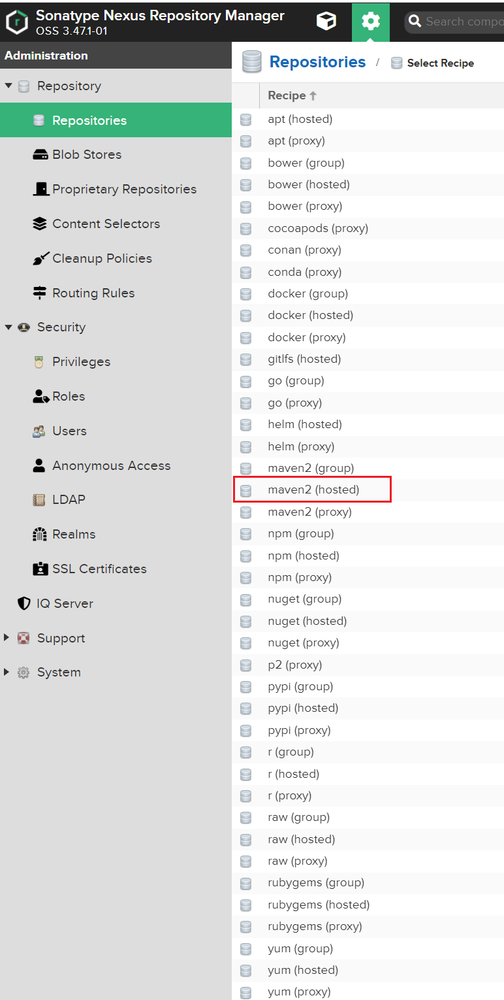 Sonatype Nexus Repository Manager
OSS 3.47.1-01
Search compo
Administration
Repository
Repositories
Blob Stores
Proprietary Repositories
Content Selectors
Cleanup Policies
Routing Rules
Security
Privileges
Roles
Users
Anonymous Access
LDAP
Realms
SSL Certificates
IQ Server
Support
System
Repositories / Select Recipe
Recipe
apt (hosted)
apt (proxy)
bower (group)
bower (hosted)
bower (proxy)
cocoapods (proxy)
conan (proxy)
conda (proxy)
docker (group)
docker (hosted)
docker (proxy)
gitlfs (hosted)
go (group)
go (proxy)
helm (hosted)
helm (proxy)
maven2 (group)
maven2 (hosted)
maven2 (proxy)
npm (group)
npm (hosted)
npm (proxy)
nuget (group)
nuget (hosted)
nuget (proxy)
p2 (proxy)
pypi (group)
pypi (hosted)
pypi (proxy)
r (group)
r (hosted)
r (proxy)
raw (group)
raw (hosted)
raw (proxy)
rubygems (group)
rubygems (hosted)
rubygems (proxy)
yum (group)
yum (hosted)
yum (proxy)